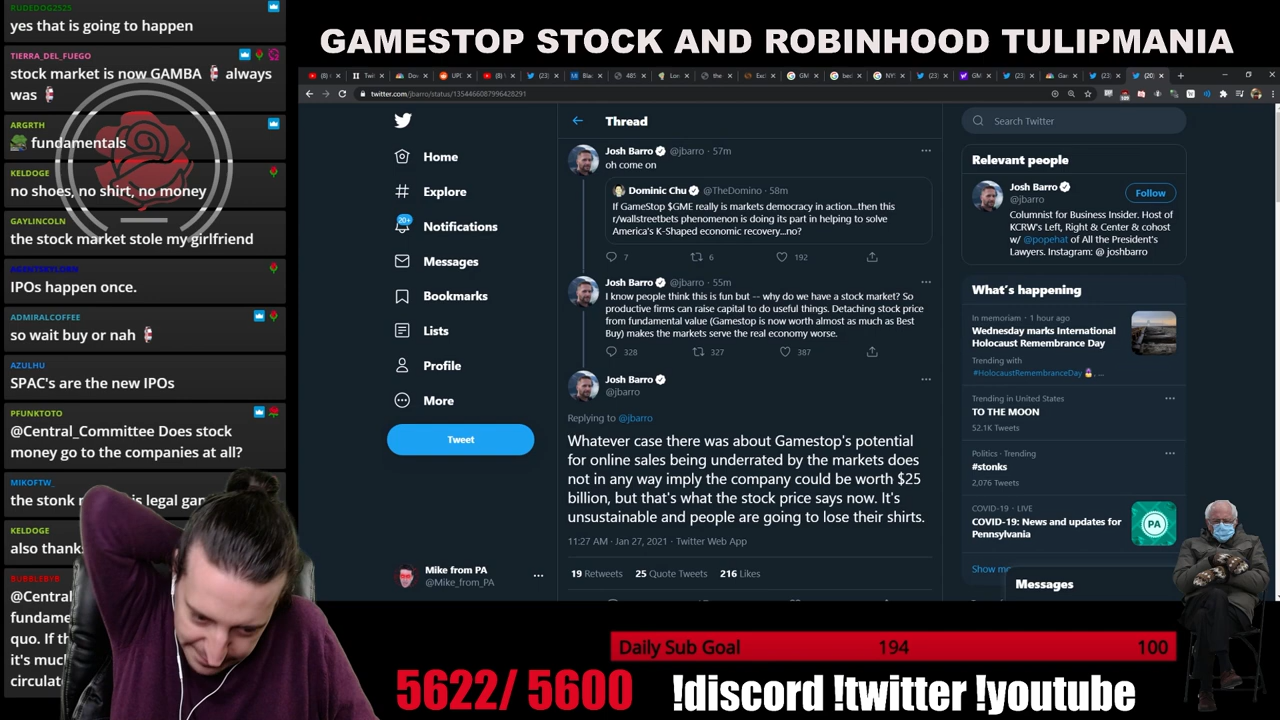 RUDEDOG2525
yes that is going to happen
TIERRA_DEL_FUEGO
stock market is now GAMBA always
was
ARGRTH
fundamentals
KELDOGE
no shoes, no shirt, no money
GAYLINCOLN
the stock market stole my girlfriend
IPOs happen once.
ADMIRALCOFFEE
so wait buy or nah
AZULHU
SPAC's are the new IPOs
PFUNKTOTO
@Central_Committee Does stock
money go to the companies at all?
MIKOFTW_
the stonk is legal
KELDOGE
also
@Central
quo. If
it's
GAMESTOP STOCK AND ROBINHOOD TULIPMANIA
twitter.com/jbarro/status/1354466087996428291
Home
Explore
20+
Notifications
Messages
Bookmarks
Lists
Profile
More
Tweet
Mike from PA
@Mike_from_PA
Thread
Josh Barro @jbarro · 57m
oh come on
Dominic Chu @TheDomino · 58m
If GameStop $GME really is markets democracy in action...then this
r/wallstreetbets phenomenon is doing its part in helping to solve
America's K-Shaped economic recovery...no?
7 6 192
Josh Barro @jbarro · 55m
I know people think this is fun but -- why do we have a stock market? So
productive firms can raise capital to do useful things. Detaching stock price
from fundamental value (Gamestop is now worth almost as much as Best
Buy) makes the markets serve the real economy worse.
328 327 387
Josh Barro
@jbarro
Replying to @jbarro
Whatever case there was about Gamestop's potential
for online sales being underrated by the markets does
not in any way imply the company could be worth $25
billion, but that's what the stock price says now. It's
unsustainable and people are going to lose their shirts.
11:27 AM · Jan 27, 2021 · Twitter Web App
19 Retweets 25 Quote Tweets 216 Likes
Search Twitter
Relevant people
Josh Barro
@jbarro
Follow
Columnist for Business Insider. Host of
KCRW's Left, Right & Center & cohost
w/ @popehat of All the President's
Lawyers. Instagram: @ joshbarro
What's happening
In memoriam · 1 hour ago
Wednesday marks International
Holocaust Remembrance Day
Trending with
#HolocaustRemembranceDay , ...
Trending in United States
TO THE MOON
52.1K Tweets
Politics · Trending
#stonks
2,076 Tweets
COVID-19 · LIVE
COVID-19: News and updates for
Pennsylvania
PA
Messages
Daily Sub Goal 194 100
5622/ 5600 !discord !twitter !youtube